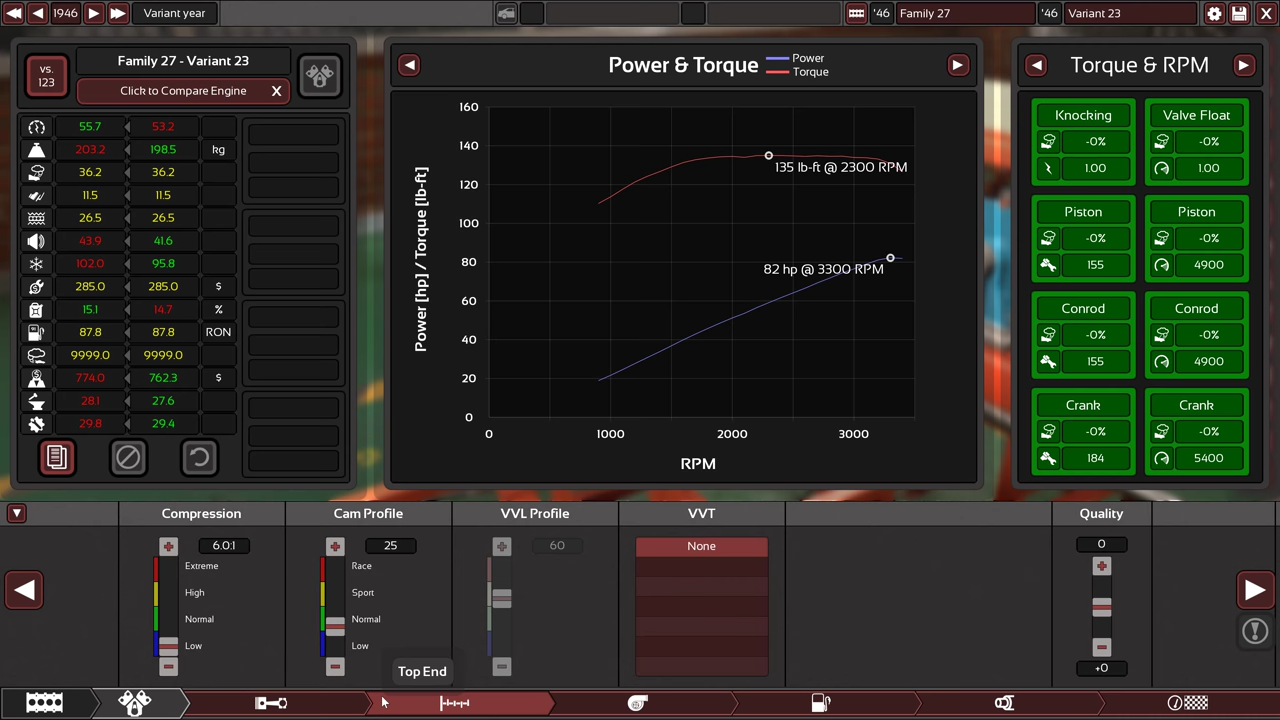 1946
Variant year
'46
Family 27
'46
Variant 23
vs.
123
Family 27 - Variant 23
Click to Compare Engine
X
55.7 53.2
203.2 198.5 kg
36.2 36.2
11.5 11.5
26.5 26.5
43.9 41.6
102.0 95.8
285.0 285.0 $
15.1 14.7 %
87.8 87.8 RON
9999.0 9999.0
774.0 762.3 $
28.1 27.6
29.8 29.4
Power & Torque
Power
Torque
Power [hp] / Torque [lb-ft]
160
140
120
100
80
60
40
20
0
135 lb-ft @ 2300 RPM
82 hp @ 3300 RPM
0 1000 2000 3000
RPM
Torque & RPM
Knocking Valve Float
-0% -0%
1.00 1.00
Piston Piston
-0% -0%
155 4900
Conrod Conrod
-0% -0%
155 4900
Crank Crank
-0% -0%
184 5400
Compression
6.0:1
Extreme
High
Normal
Low
Cam Profile
25
Race
Sport
Normal
Low
VVL Profile
60
VVT
None
Quality
0
+0
Top End